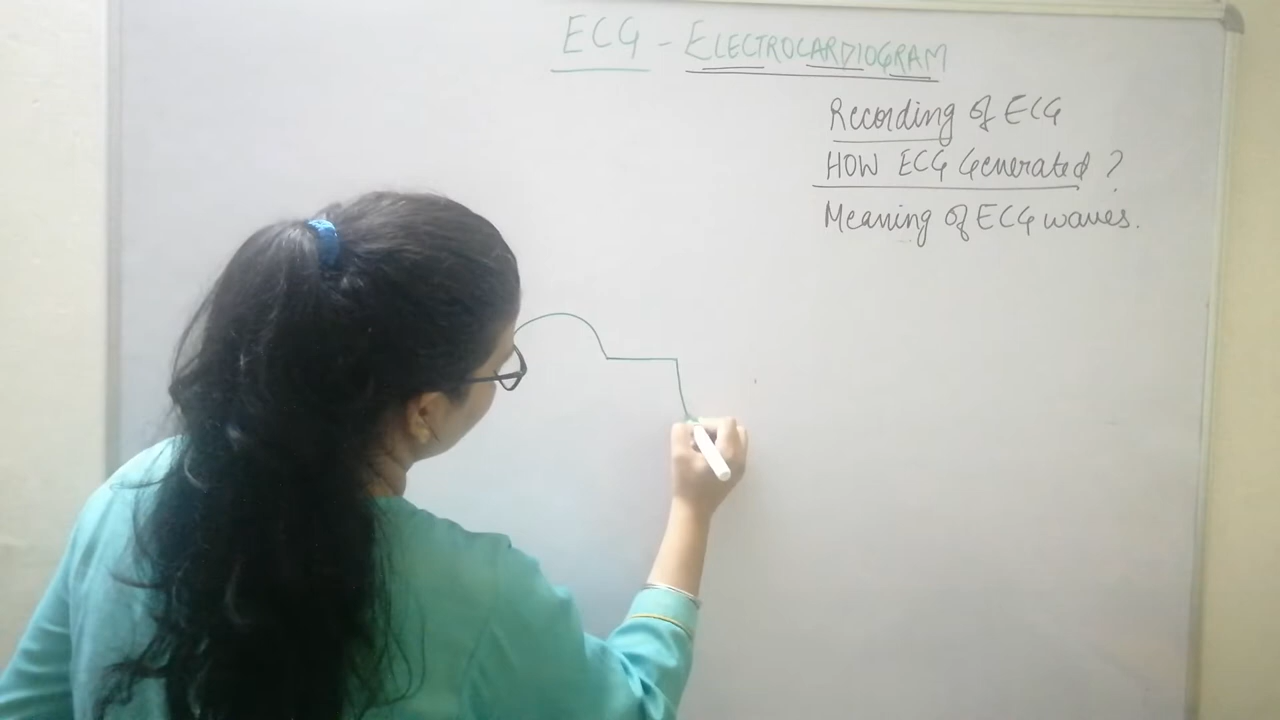 ECG - ELECTROCARDIOGRAM
Recording of ECG
HOW ECG Generated ?
Meaning of ECG waves.